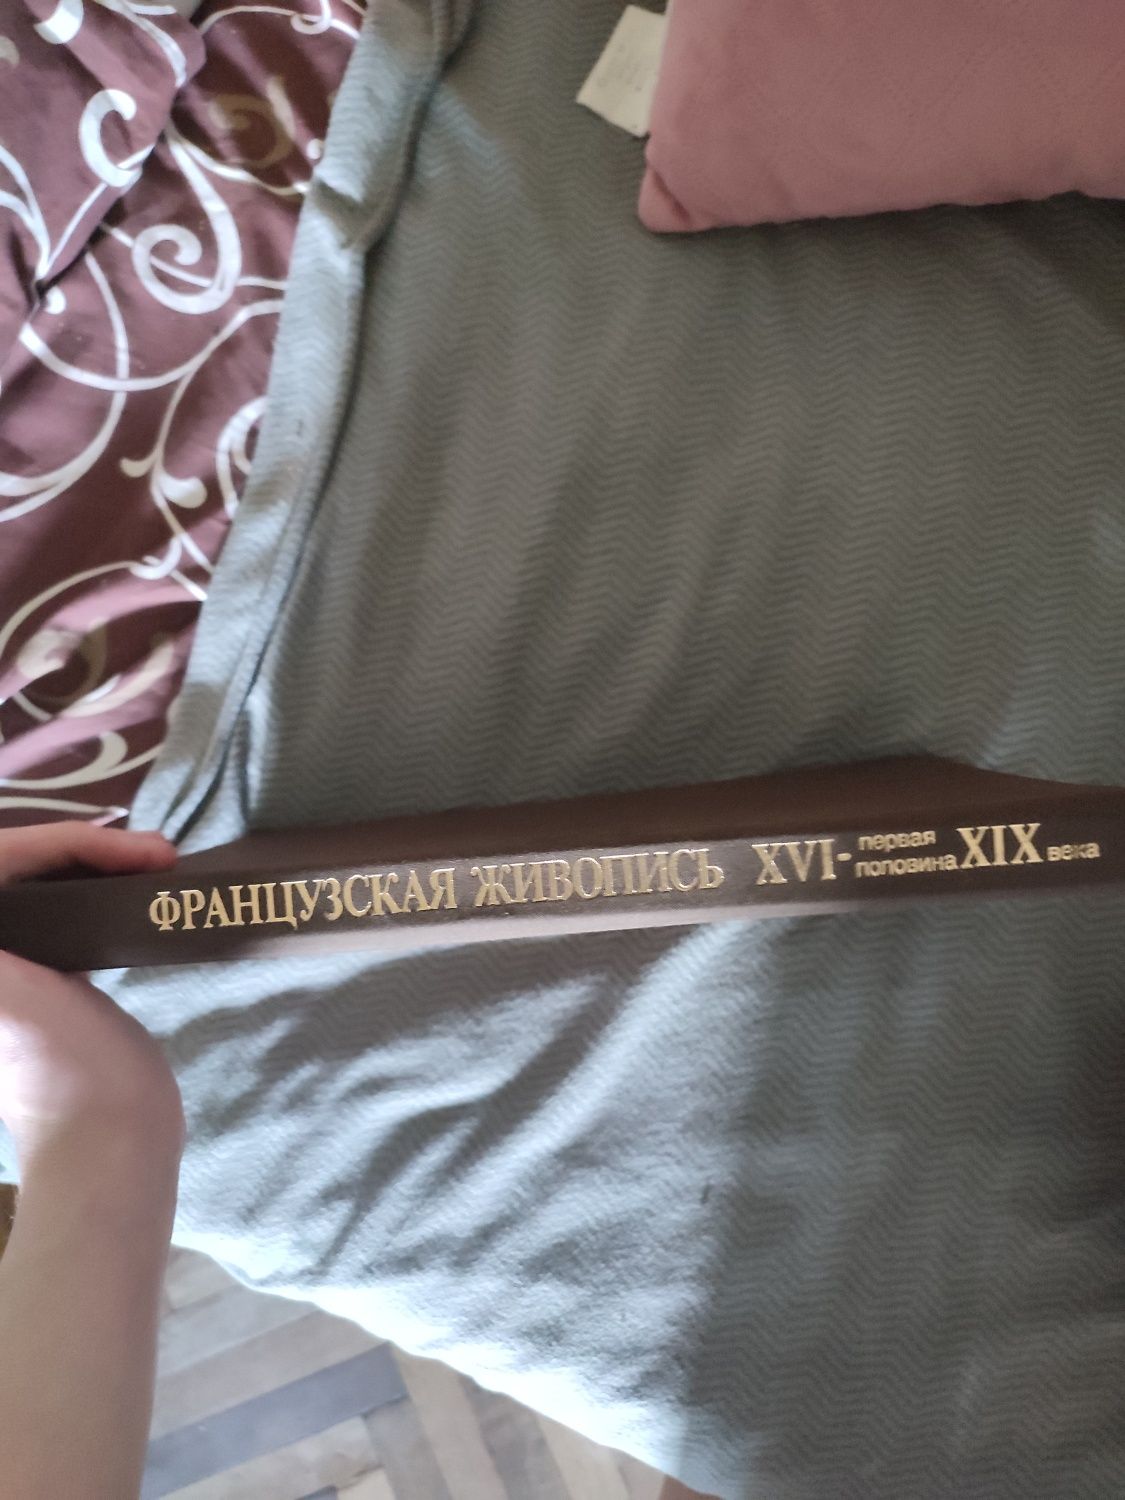 ФРАНЦУЗСКАЯ ЖИВОПИСЬ XVI- первая половина XIX века